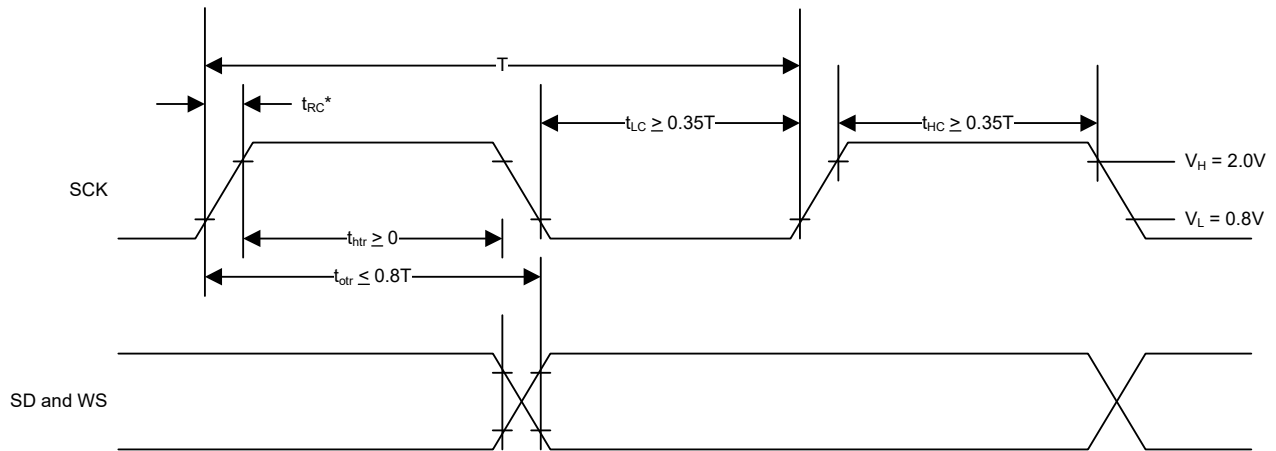 T
t_RC*
t_LC ≥ 0.35T
t_HC ≥ 0.35T
V_H = 2.0V
SCK
V_L = 0.8V
t_htr ≥ 0
t_otr ≤ 0.8T
SD and WS